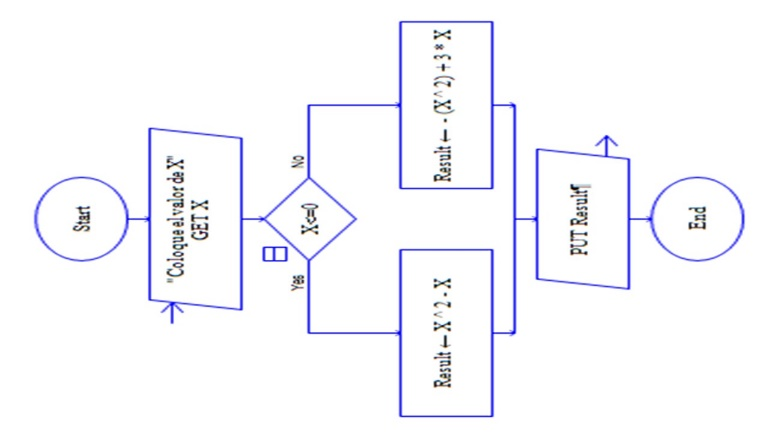 Start
"Coloque el valor de X"
GET X
X<=0
Yes
No
Result ← X ^ 2 - X
Result ← - (X ^ 2) + 3 * X
PUT Result¶
End